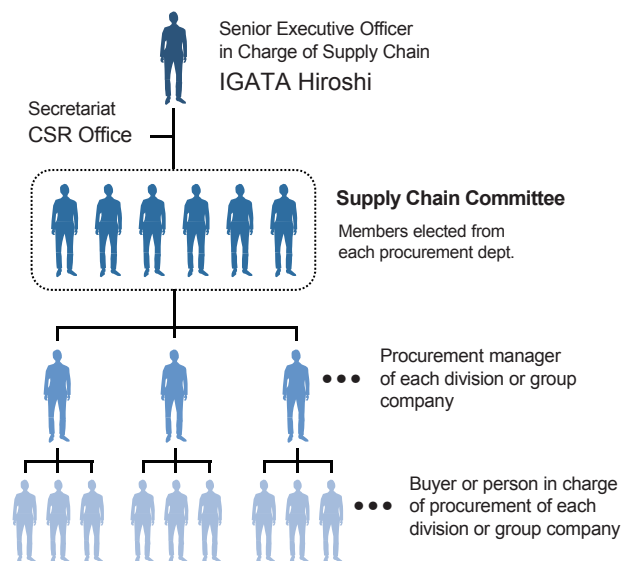 Senior Executive Officer
in Charge of Supply Chain
IGATA Hiroshi
Secretariat
CSR Office
Supply Chain Committee
Members elected from
each procurement dept.
Procurement manager
of each division or group
company
Buyer or person in charge
of procurement of each
division or group company